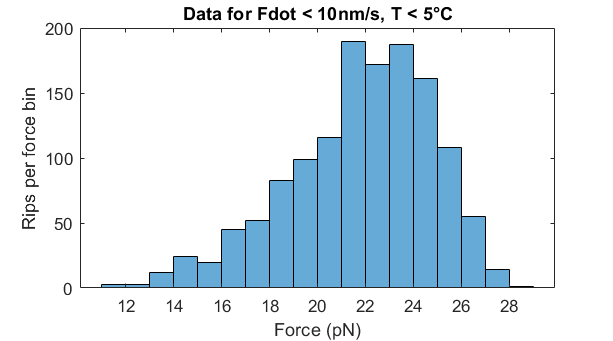 Data for Fdot < 10nm/s, T < 5°C
Rips per force bin
200
150
100
50
0
12 14 16 18 20 22 24 26 28
Force (pN)